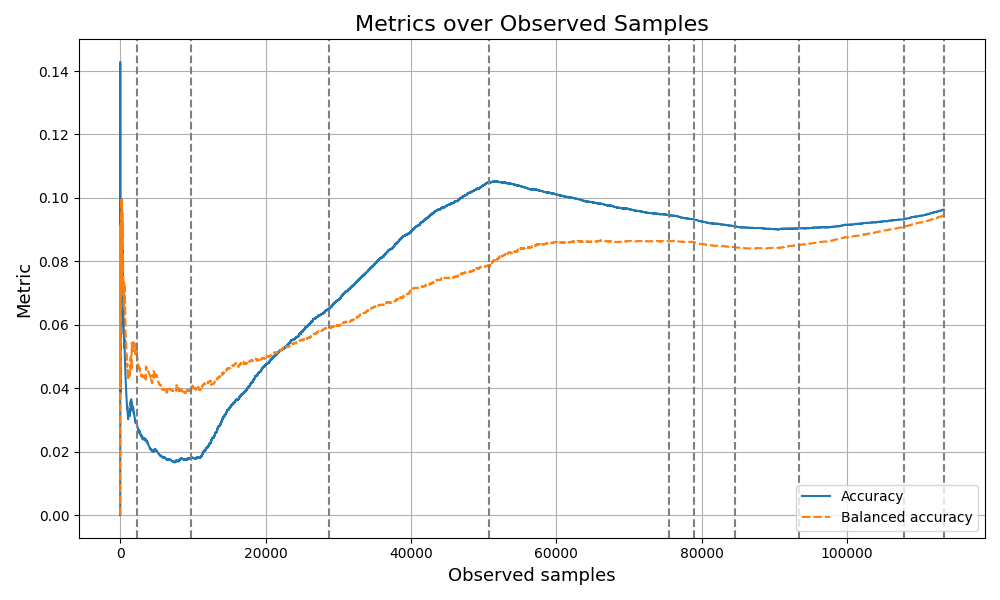 Metrics over Observed Samples
Metric
0.14
0.12
0.10
0.08
0.06
0.04
0.02
0.00
0 20000 40000 60000 80000 100000
Observed samples
Accuracy
Balanced accuracy